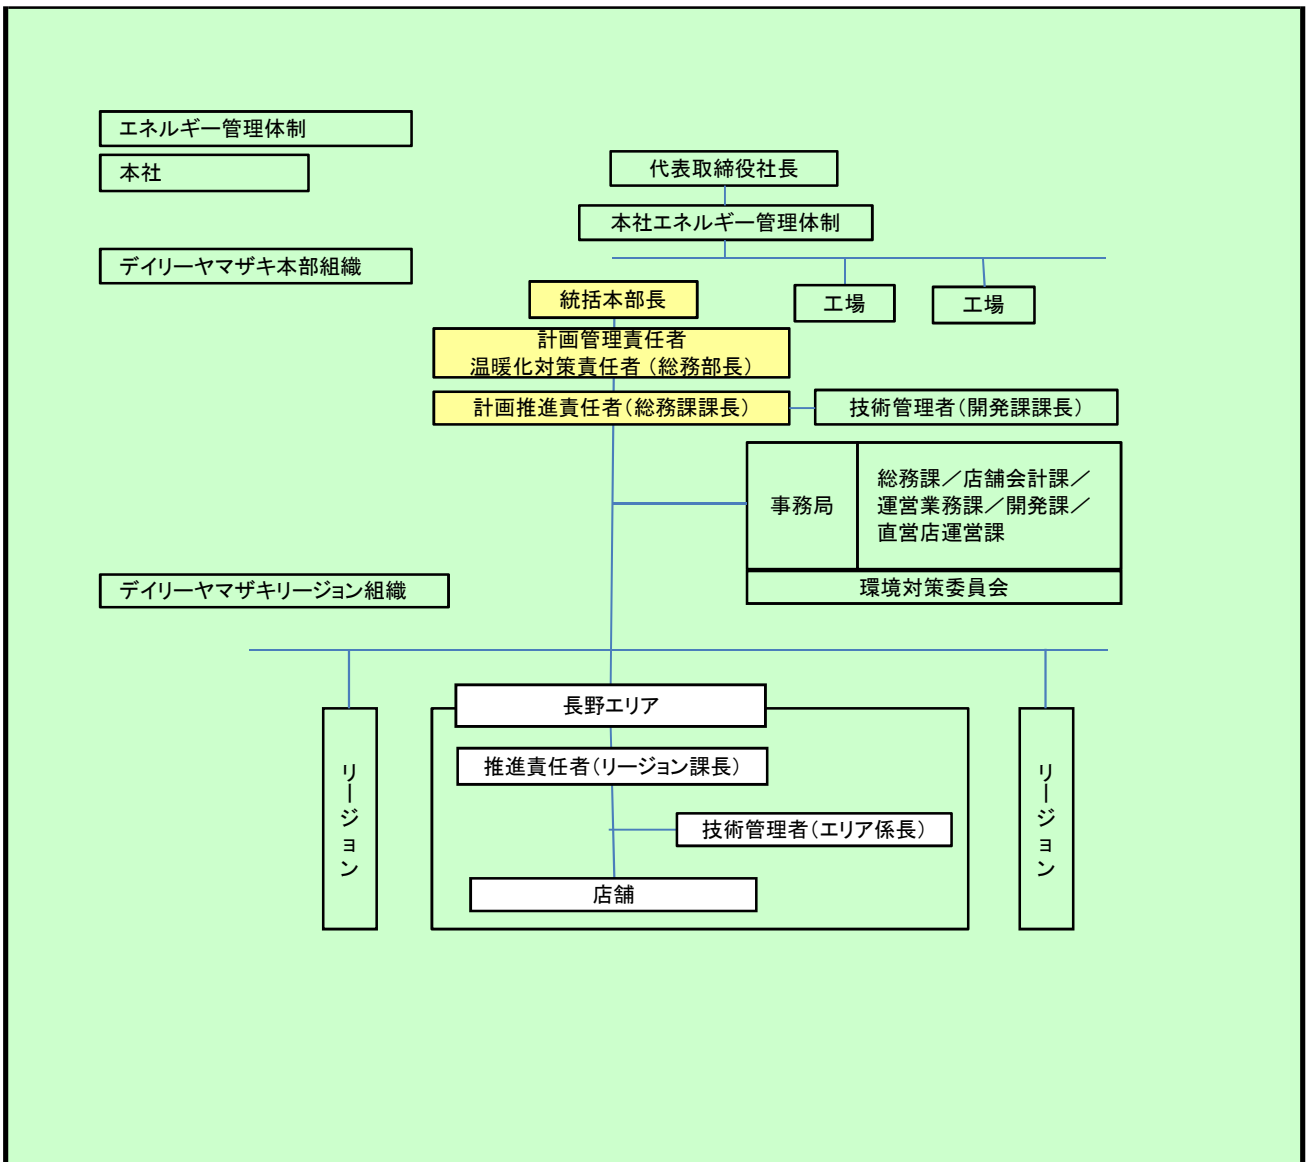 エネルギー管理体制
本社
代表取締役社長
本社エネルギー管理体制
デイリーヤマザキ本部組織
統括本部長
工場
工場
計画管理責任者
温暖化対策責任者（総務部長）
計画推進責任者（総務課課長）
技術管理者（開発課課長）
事務局
総務課／店舗会計課／
運営業務課／開発課／
直営店運営課
環境対策委員会
デイリーヤマザキリージョン組織
長野エリア
リージョン
推進責任者（リージョン課長）
技術管理者（エリア係長）
店舗
リージョン